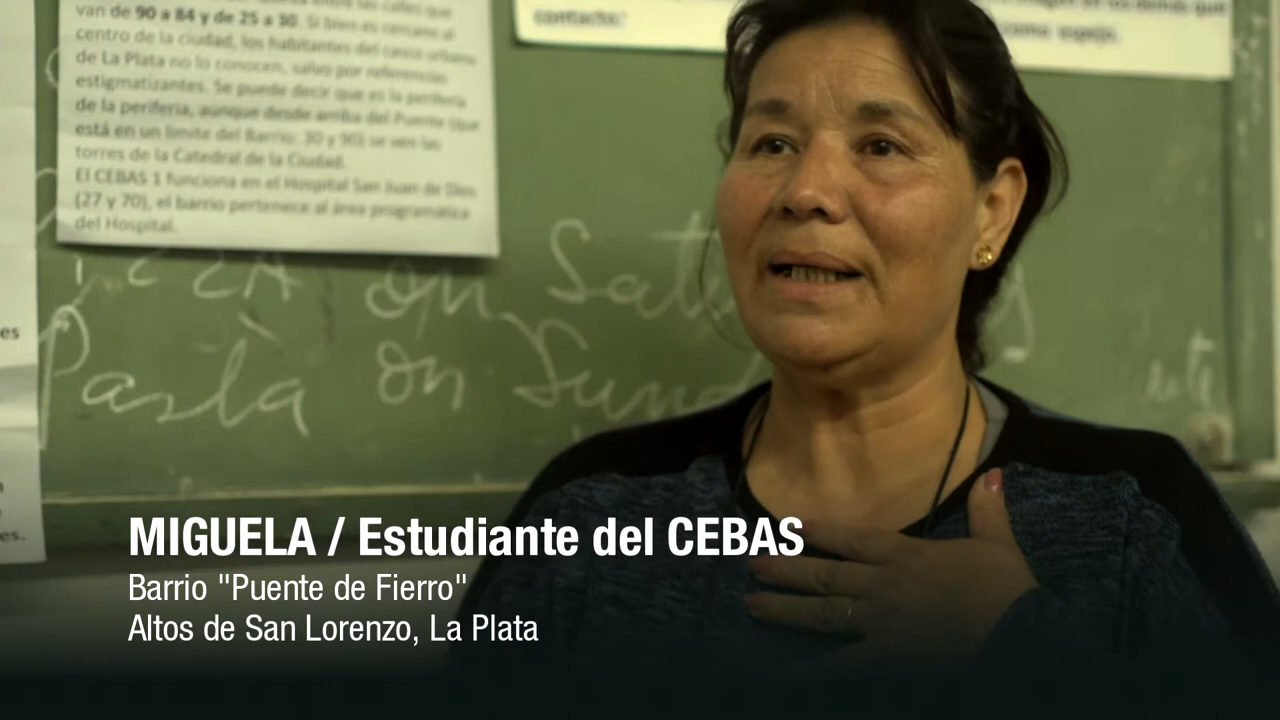 van de 90 a 84 y de 25 a 30. Si bien es cercano al
centro de la ciudad, los habitantes del casco urbano
de La Plata no lo conocen, salvo por referencias
estigmatizantes. Se puede decir que es la periferia
de la periferia, aunque desde arriba del Puente (que
está en un límite del Barrio: 30 y 90) se ven las
torres de la Catedral de la Ciudad.
El CEBAS 1 funciona en el Hospital San Juan de Dios
(27 y 70), el barrio pertenece al área programática
del Hospital.
contacto."
como espejo.
es
es.
on Sat
Pasta on Sund
MIGUELA / Estudiante del CEBAS
Barrio "Puente de Fierro"
Altos de San Lorenzo, La Plata